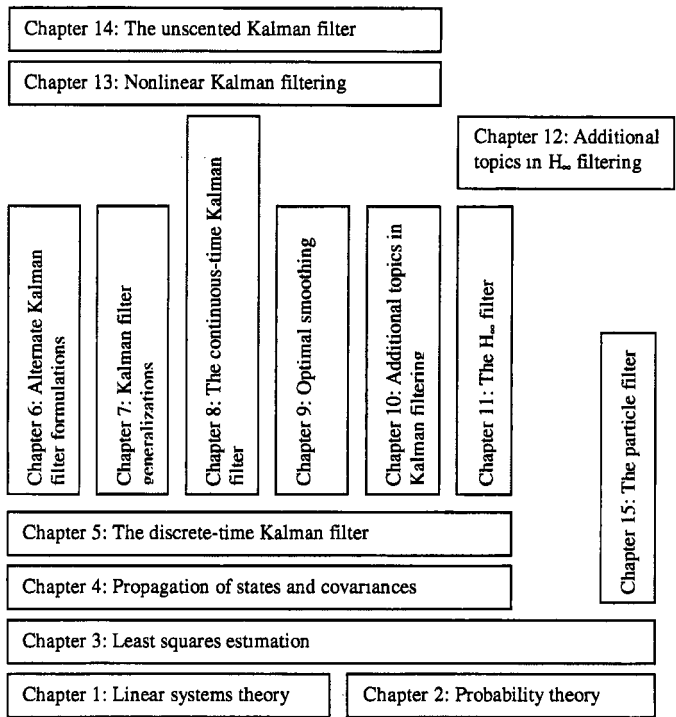 Chapter 14: The unscented Kalman filter
Chapter 13: Nonlinear Kalman filtering
Chapter 12: Additional
topics in H∞ filtering
Chapter 6: Alternate Kalman
filter formulations
Chapter 7: Kalman filter
generalizations
Chapter 8: The continuous-time Kalman
filter
Chapter 9: Optimal smoothing
Chapter 10: Additional topics in
Kalman filtering
Chapter 11: The H∞ filter
Chapter 15: The particle filter
Chapter 5: The discrete-time Kalman filter
Chapter 4: Propagation of states and covariances
Chapter 3: Least squares estimation
Chapter 1: Linear systems theory
Chapter 2: Probability theory